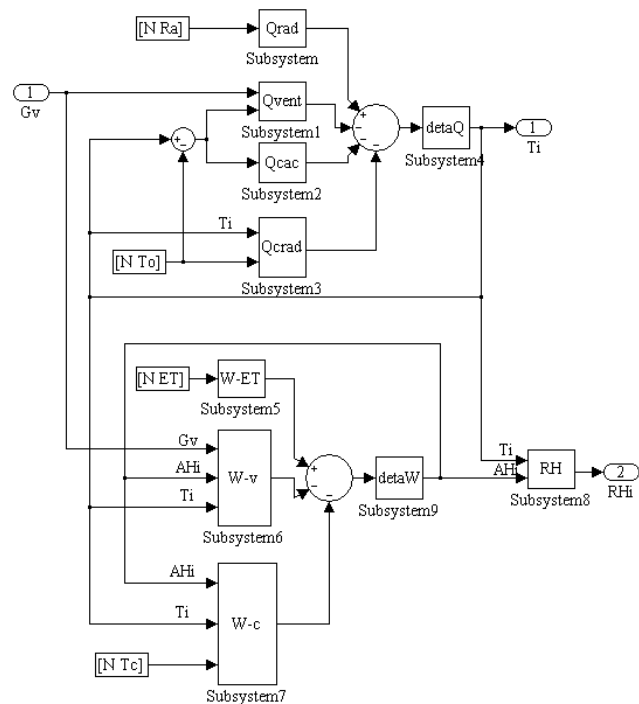 [N Ra]
Qrad
Subsystem
1
Gv
Qvent
Subsystem1
+
−
Qcac
Subsystem2
+
−
−
−
detaQ
Subsystem4
1
Ti
Ti
Qcrad
Subsystem3
[N To]
[N ET]
W-ET
Subsystem5
Gv
AHi
Ti
W-v
Subsystem6
+
−
−
detaW
Subsystem9
Ti
AHi
RH
Subsystem8
2
RHi
AHi
Ti
W-c
[N Tc]
Subsystem7